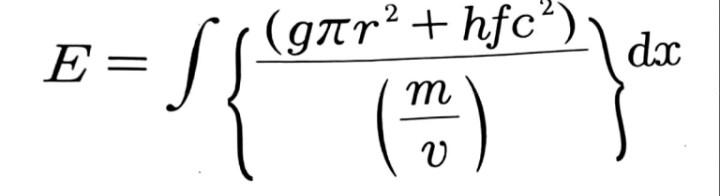 E = ∫ { (gπr² + hfc²) / (m/v) } dx